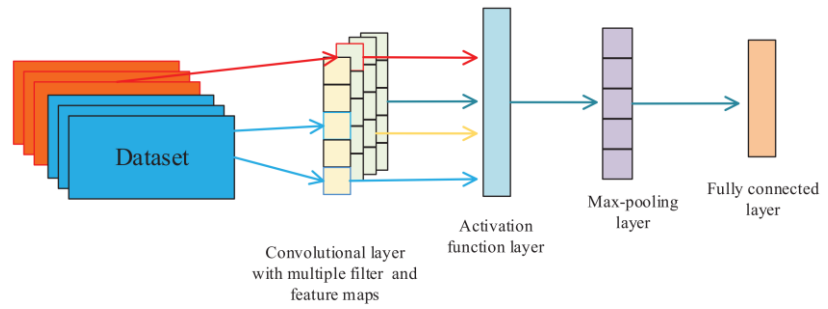 Dataset
Convolutional layer
with multiple filter and
feature maps
Activation
function layer
Max-pooling
layer
Fully connected
layer